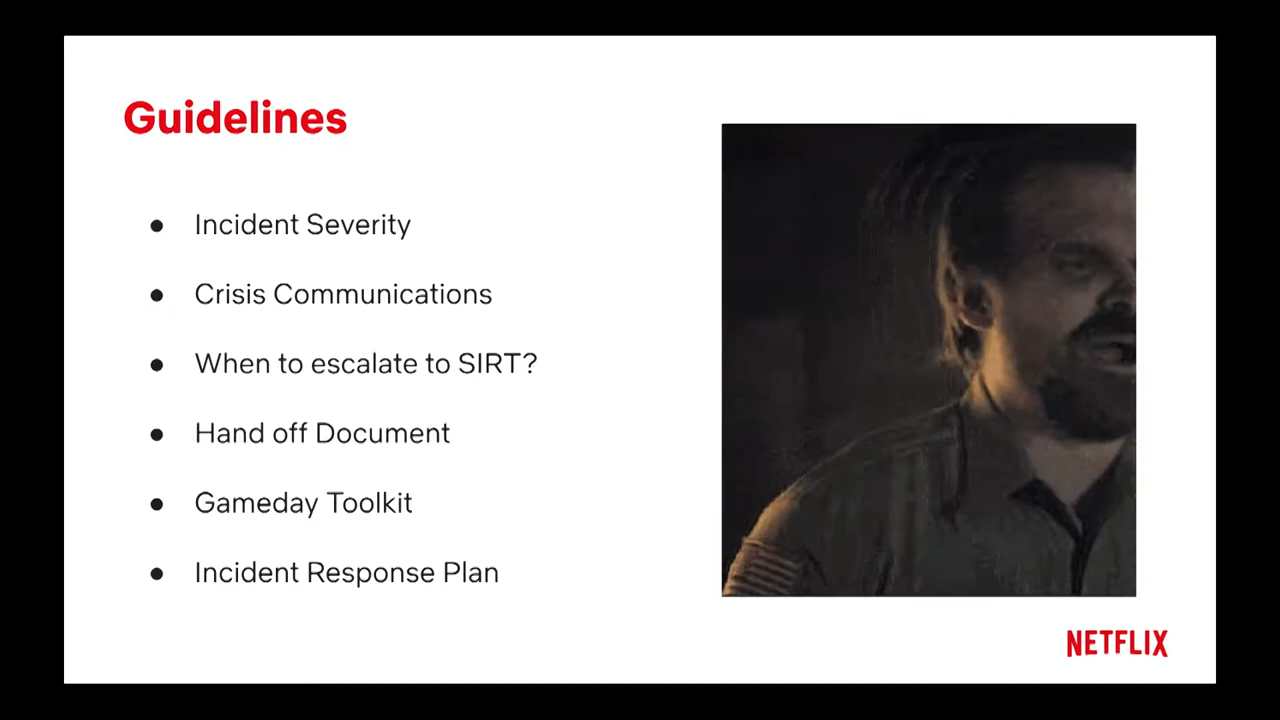 Guidelines
● Incident Severity
● Crisis Communications
● When to escalate to SIRT?
● Hand off Document
● Gameday Toolkit
● Incident Response Plan
NETFLIX